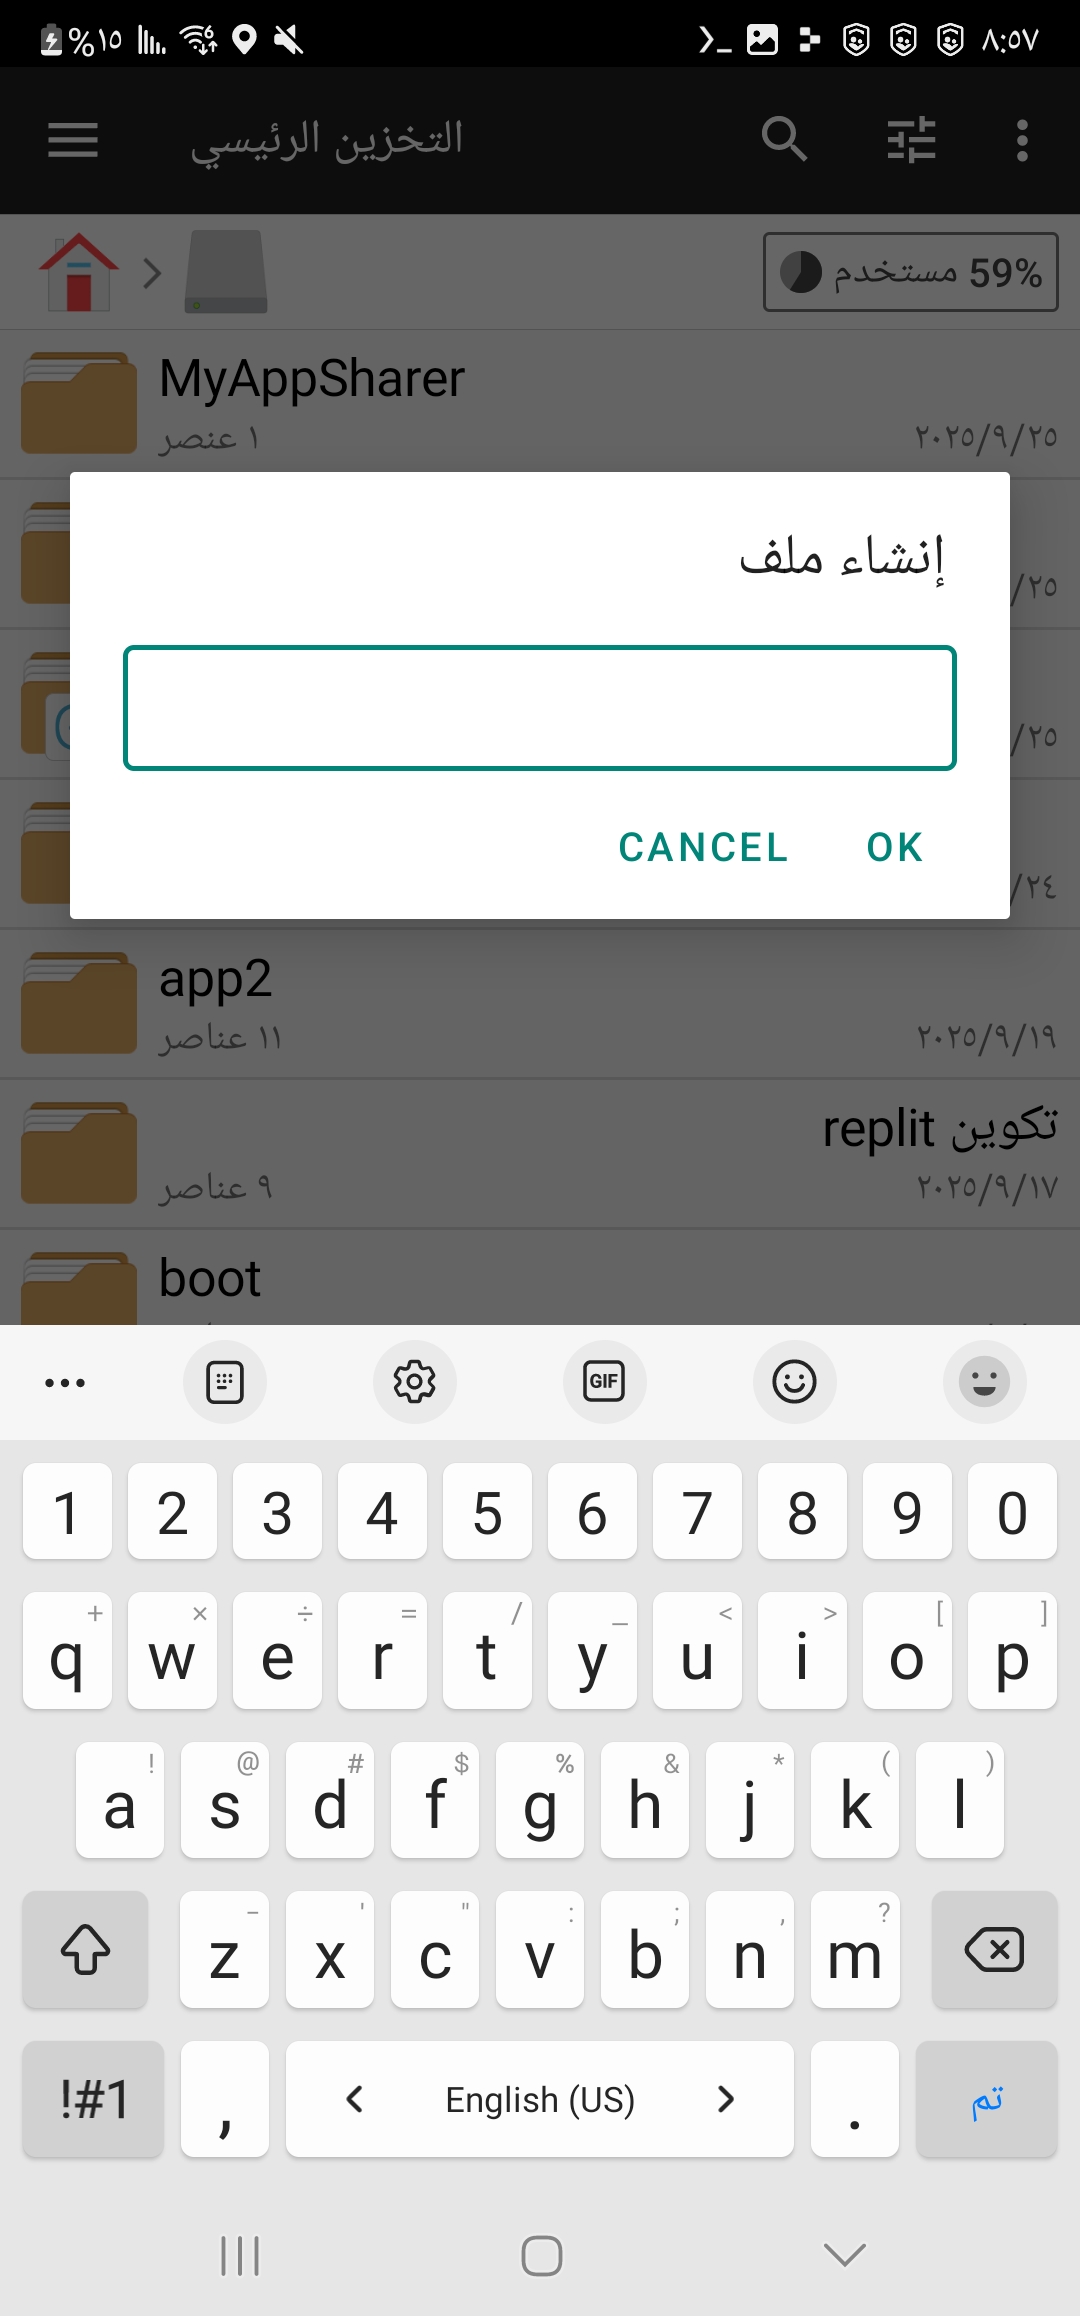 %١٥ ٨:٥٧
التخزين الرئيسي
59% مستخدم
MyAppSharer
١ عنصر ٢٠٢٥/٩/٢٥
/٢٥
/٢٥
/٢٤
إنشاء ملف
CANCEL OK
app2
١١ عناصر ٢٠٢٥/٩/١٩
تكوين replit
٩ عناصر ٢٠٢٥/٩/١٧
boot
GIF
1 2 3 4 5 6 7 8 9 0
+ × ÷ = / _ < > [ ]
q w e r t y u i o p
! @ # $ % & * ( )
a s d f g h j k l
- ' " : ; , ?
z x c v b n m
!#1 , English (US) . تم